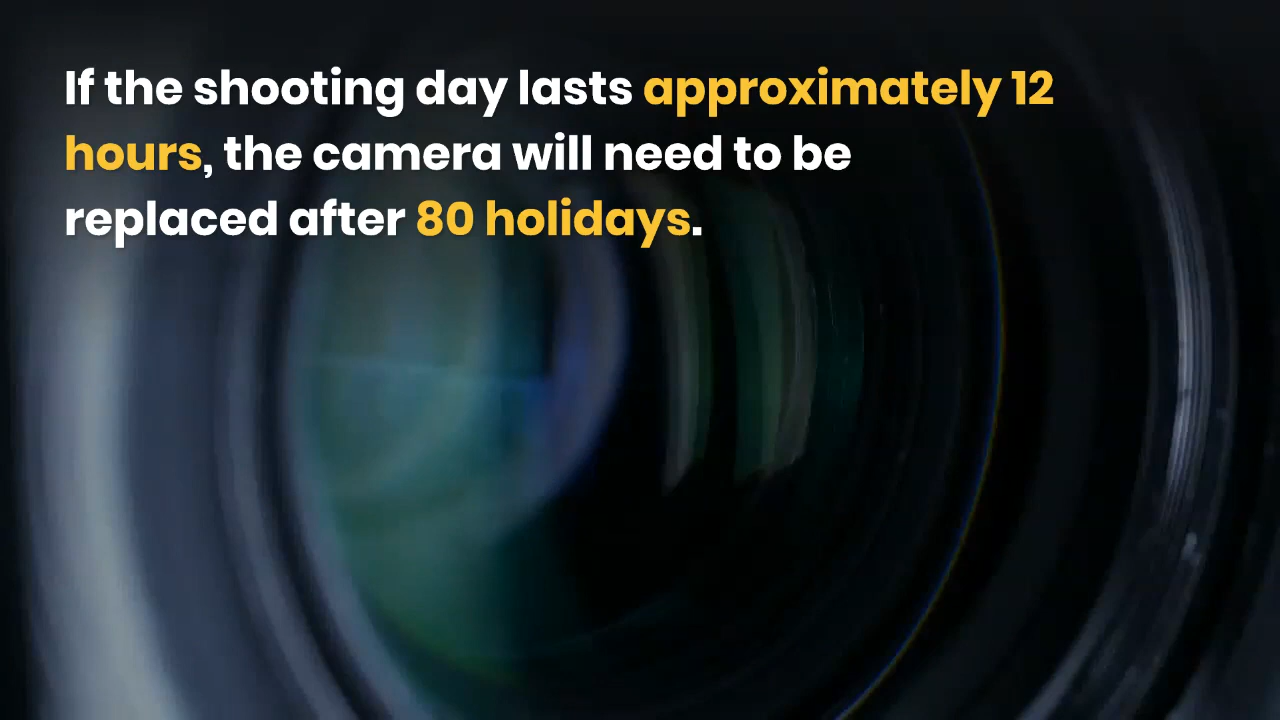 If the shooting day lasts approximately 12
hours, the camera will need to be
replaced after 80 holidays.